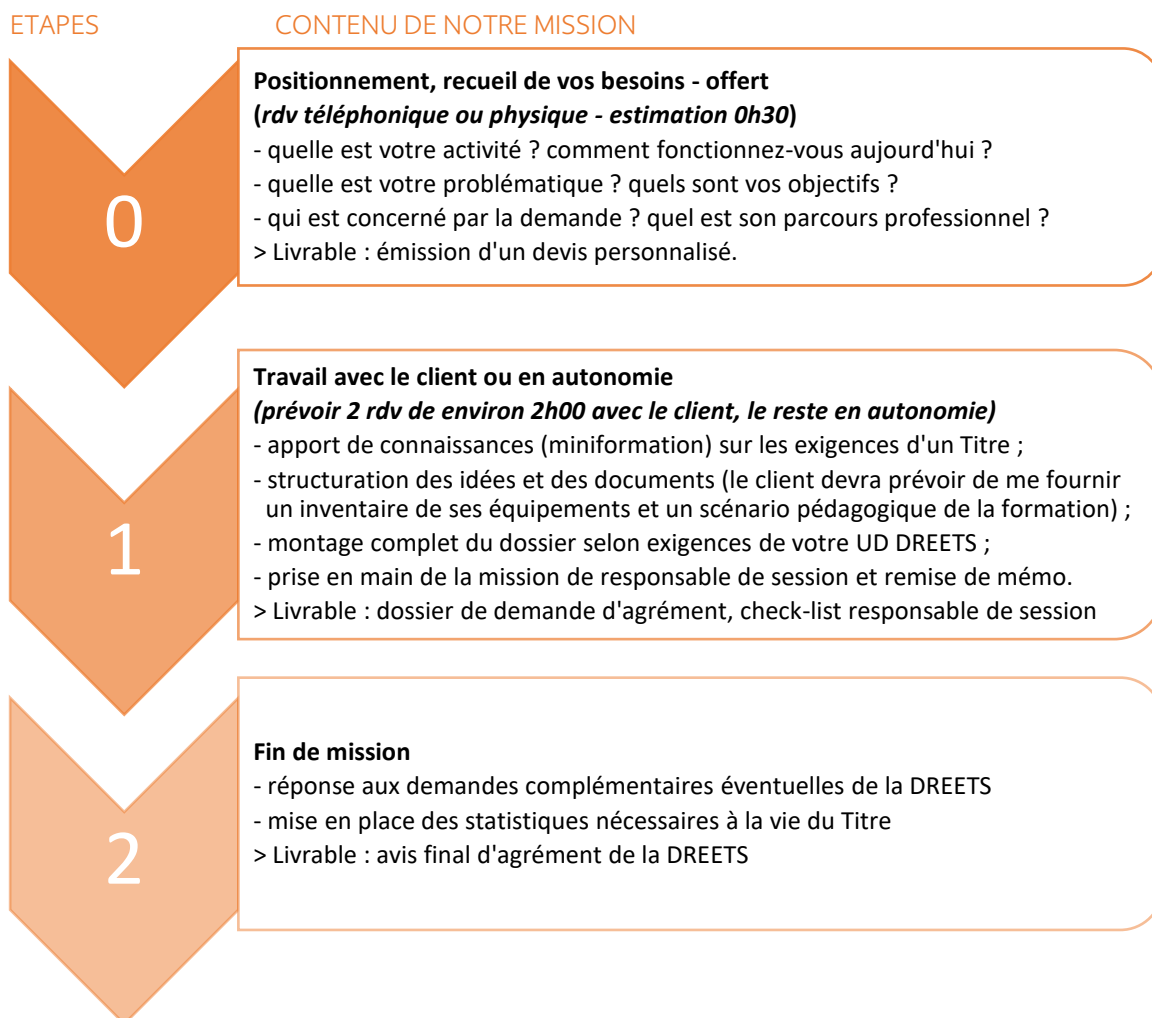 ETAPES CONTENU DE NOTRE MISSION
0
Positionnement, recueil de vos besoins - offert
(rdv téléphonique ou physique - estimation 0h30)
- quelle est votre activité ? comment fonctionnez-vous aujourd'hui ?
- quelle est votre problématique ? quels sont vos objectifs ?
- qui est concerné par la demande ? quel est son parcours professionnel ?
> Livrable : émission d'un devis personnalisé.
1
Travail avec le client ou en autonomie
(prévoir 2 rdv de environ 2h00 avec le client, le reste en autonomie)
- apport de connaissances (miniformation) sur les exigences d'un Titre ;
- structuration des idées et des documents (le client devra prévoir de me fournir
un inventaire de ses équipements et un scénario pédagogique de la formation) ;
- montage complet du dossier selon exigences de votre UD DREETS ;
- prise en main de la mission de responsable de session et remise de mémo.
> Livrable : dossier de demande d'agrément, check-list responsable de session
2
Fin de mission
- réponse aux demandes complémentaires éventuelles de la DREETS
- mise en place des statistiques nécessaires à la vie du Titre
> Livrable : avis final d'agrément de la DREETS